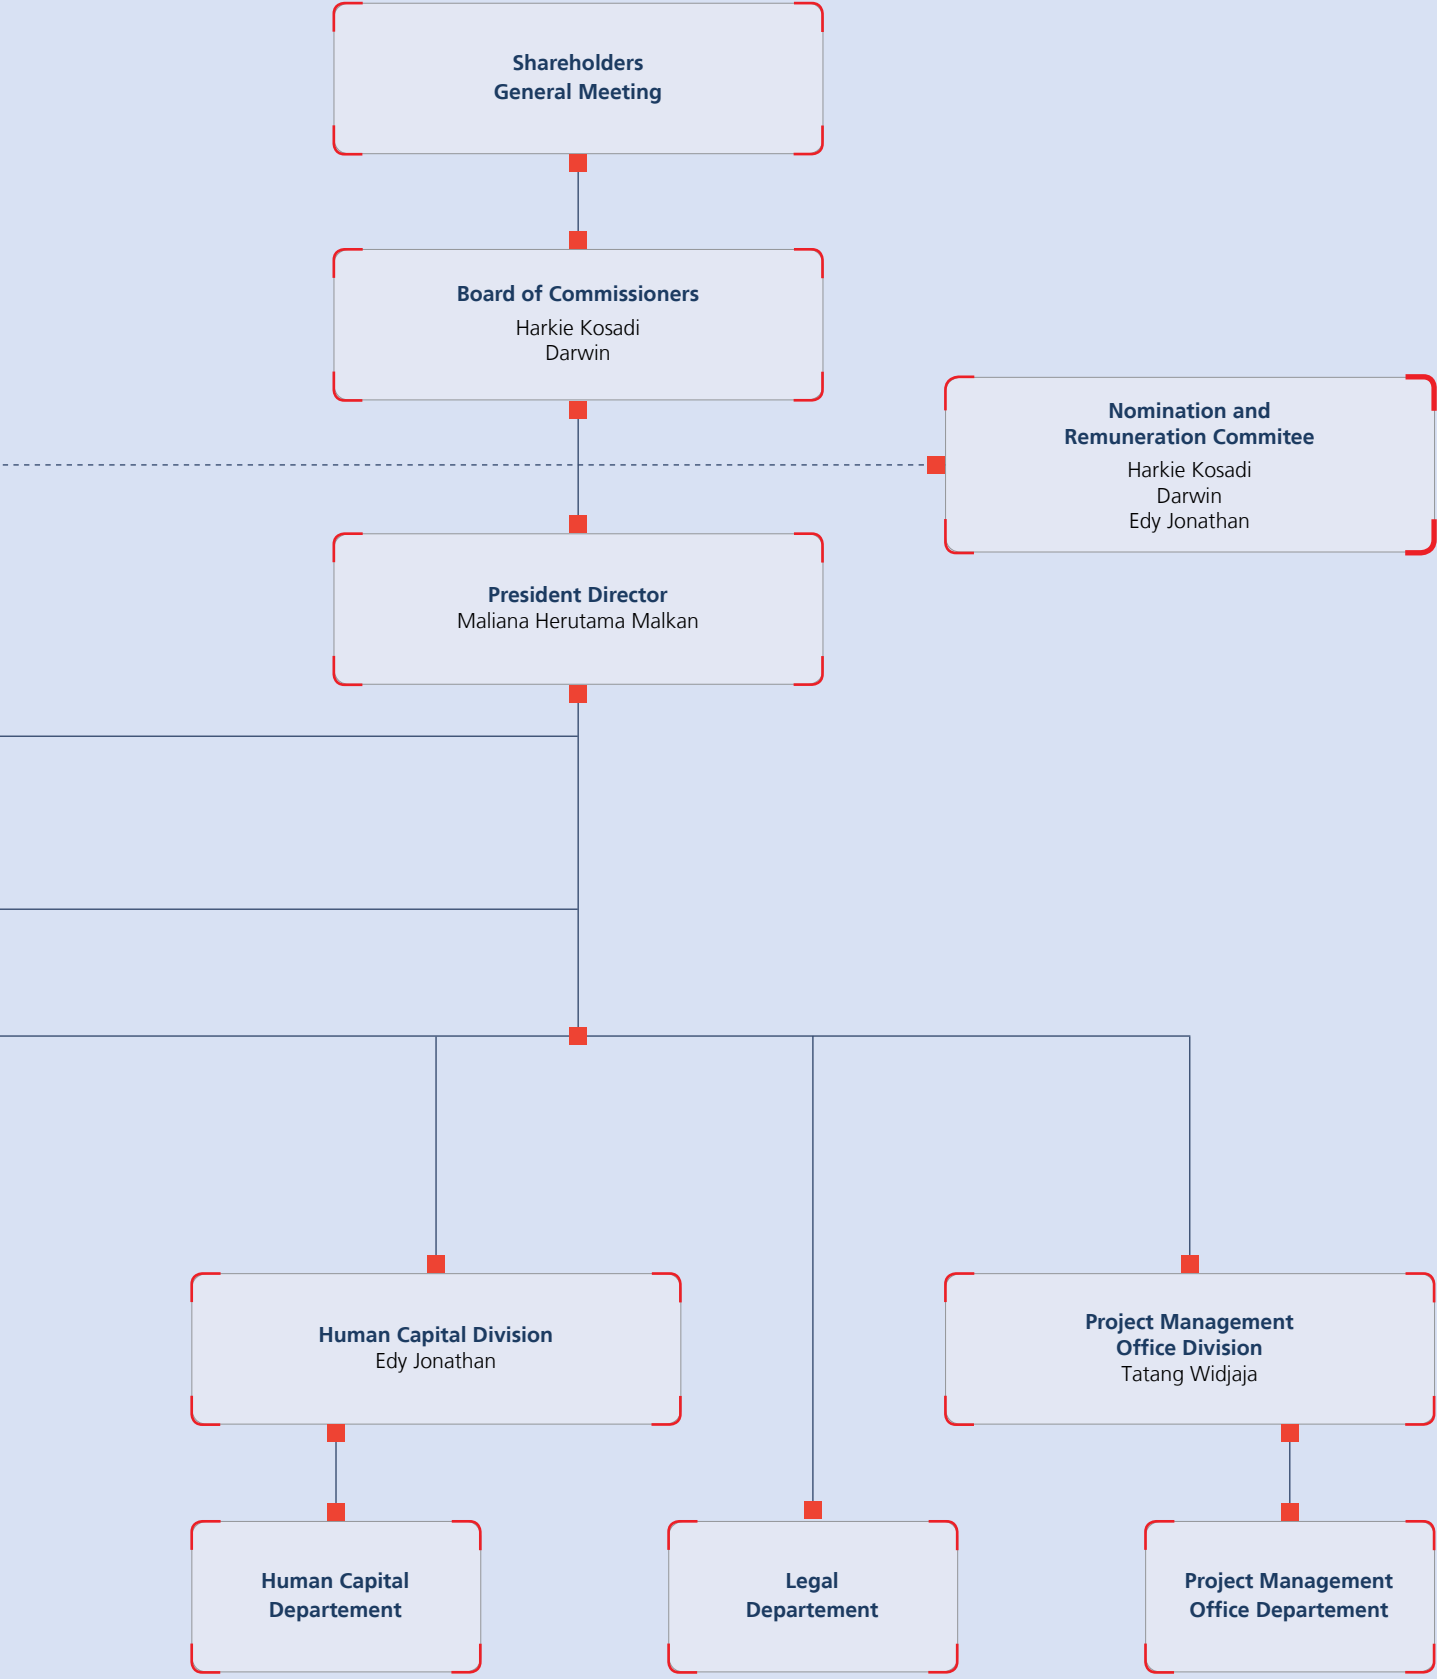 Shareholders
General Meeting
Board of Commissioners
Harkie Kosadi
Darwin
Nomination and
Remuneration Commitee
Harkie Kosadi
Darwin
Edy Jonathan
President Director
Maliana Herutama Malkan
Human Capital Division
Edy Jonathan
Project Management
Office Division
Tatang Widjaja
Human Capital
Departement
Legal
Departement
Project Management
Office Departement